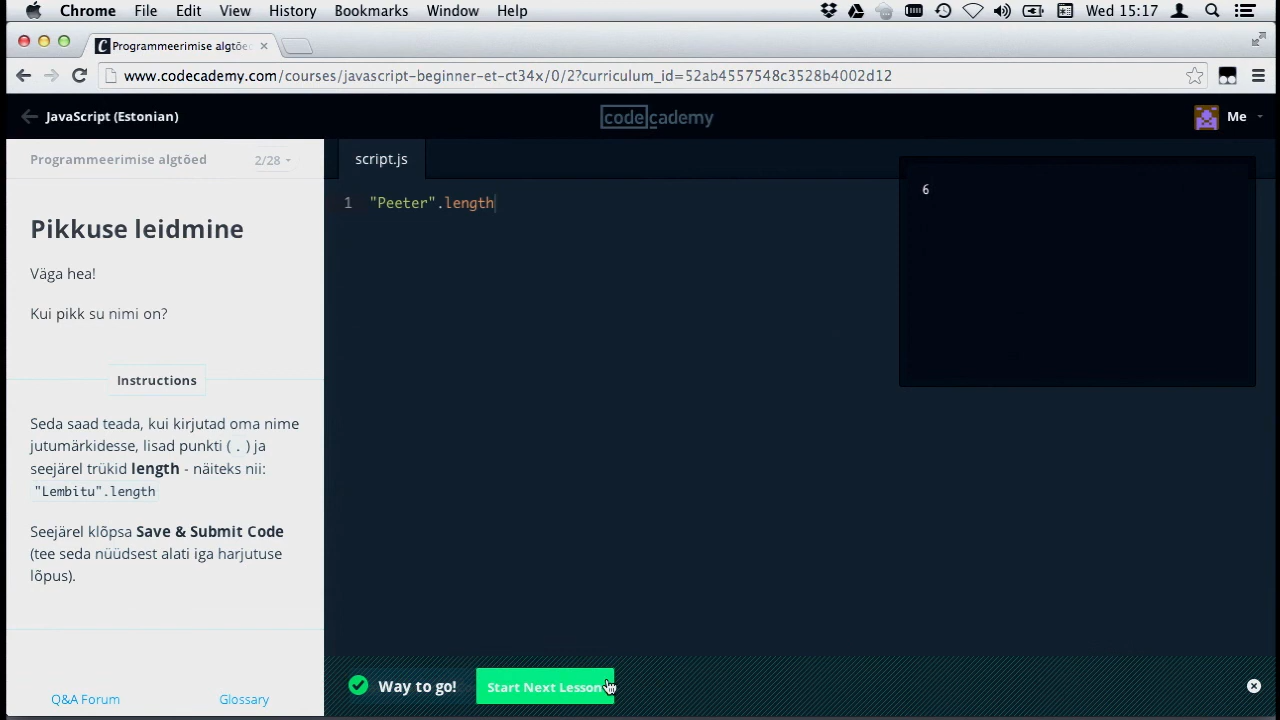 Chrome File Edit View History Bookmarks Window Help Wed 15:17
Programmeerimise algtõed
www.codecademy.com/courses/javascript-beginner-et-ct34x/0/2?curriculum_id=52ab4557548c3528b4002d12
JavaScript (Estonian)
codecademy
Me
Programmeerimise algtõed 2/28
script.js
1 "Peeter".length
6
Pikkuse leidmine
Väga hea!
Kui pikk su nimi on?
Instructions
Seda saad teada, kui kirjutad oma nime
jutumärkidesse, lisad punkti ( . ) ja
seejärel trükid length - näiteks nii:
"Lembitu".length
Seejärel klõpsa Save & Submit Code
(tee seda nüüdsest alati iga harjutuse
lõpus).
Q&A Forum Glossary
Way to go! Start Next Lesson